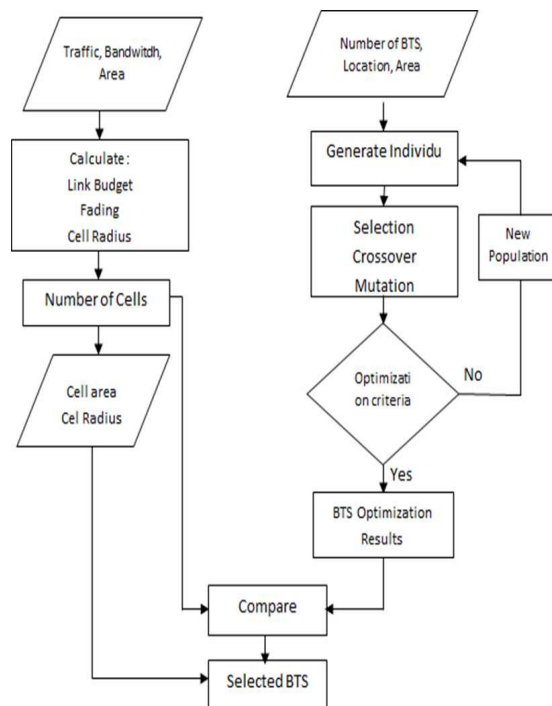 Traffic, Bandwitdh,
Area
Calculate :
Link Budget
Fading
Cell Radius
Number of Cells
Cell area
Cel Radius
Number of BTS,
Location, Area
Generate Individu
Selection
Crossover
Mutation
New
Population
Optimizati
on criteria
No
Yes
BTS Optimization
Results
Compare
Selected BTS